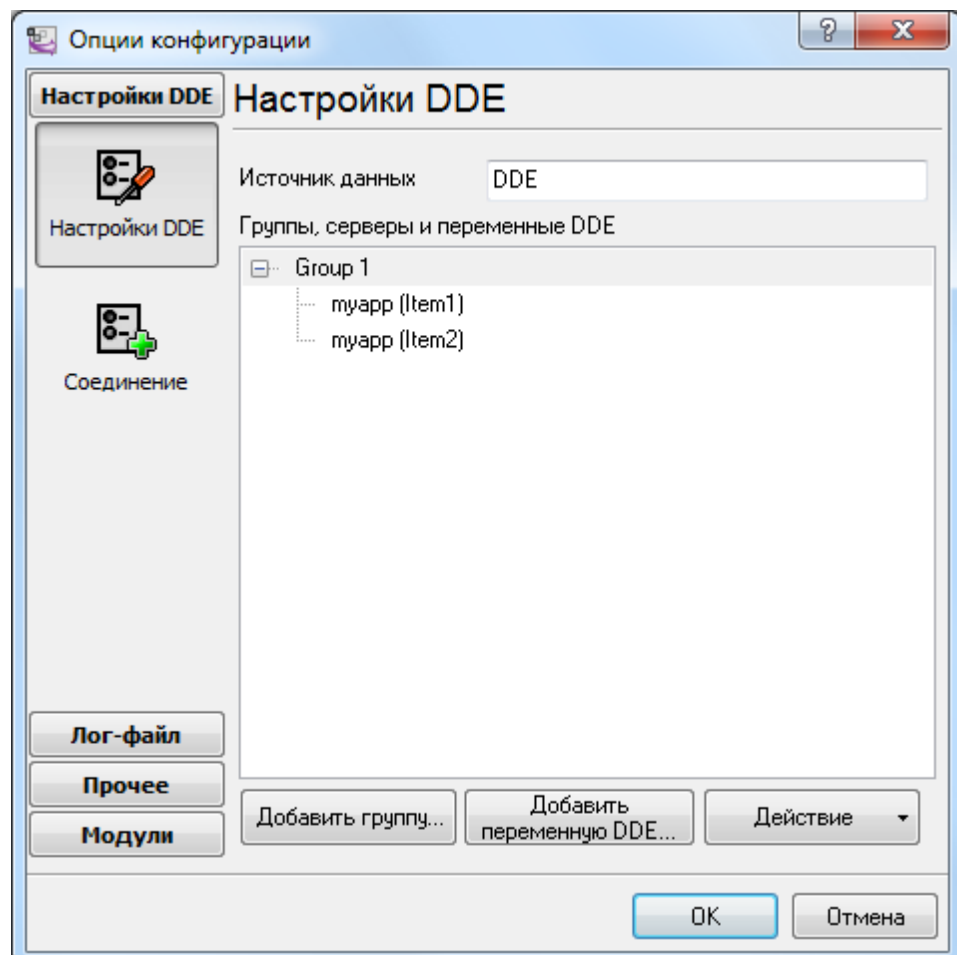 Опции конфигурации
Настройки DDE
Настройки DDE
Соединение
Лог-файл
Прочее
Модули
Настройки DDE
Источник данных DDE
Группы, серверы и переменные DDE
Group 1
myapp (Item1)
myapp (Item2)
Добавить группу...
Добавить
переменную DDE...
Действие
OK
Отмена